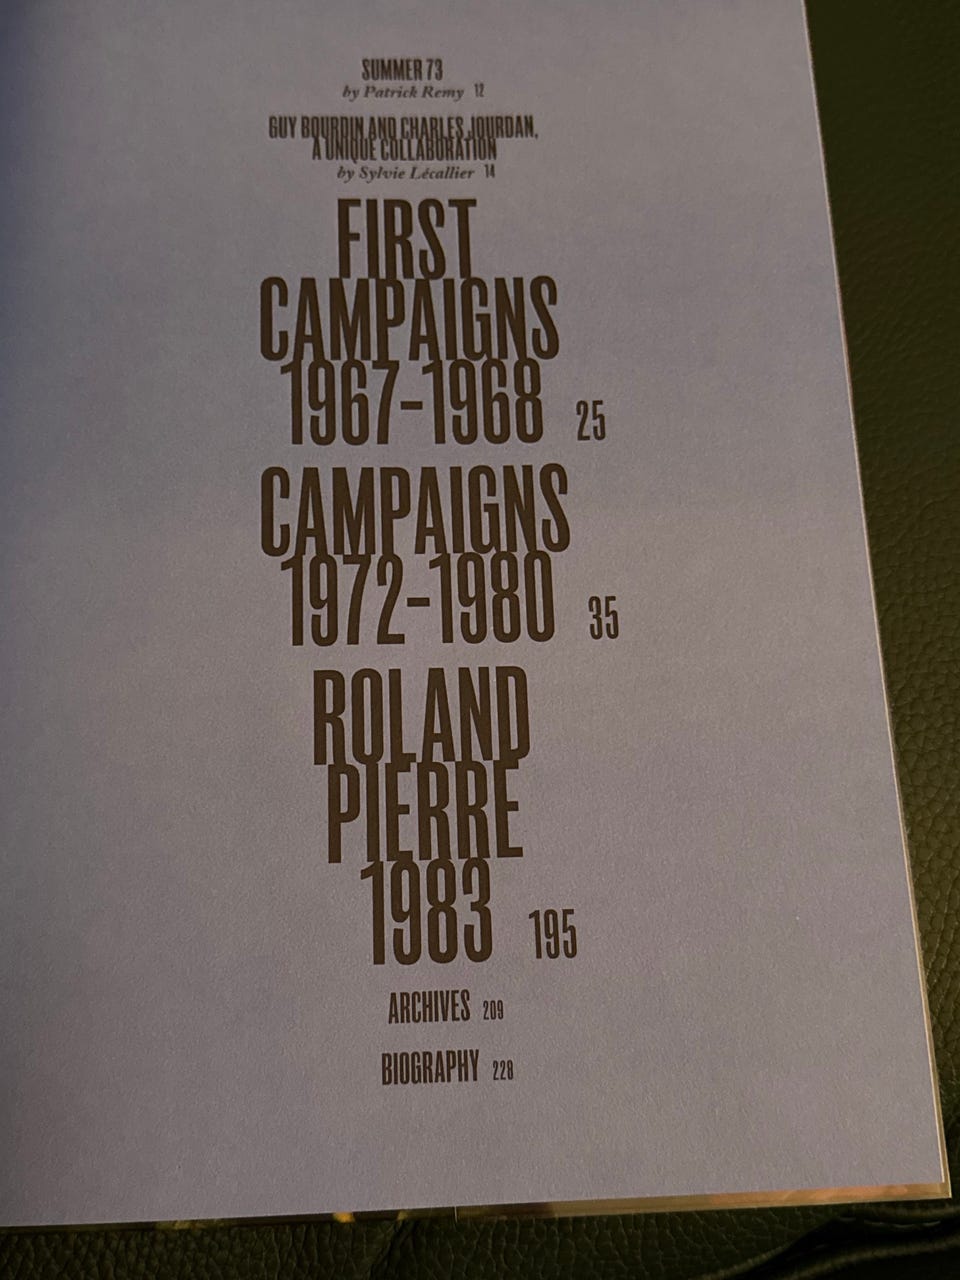 SUMMER 73
by Patrick Remy 12
GUY BOURDIN AND CHARLES JOURDAN,
A UNIQUE COLLABORATION
by Sylvie Lécallier 14
FIRST
CAMPAIGNS
1967-1968 25
CAMPAIGNS
1972-1980 35
ROLAND
PIERRE
1983 195
ARCHIVES 209
BIOGRAPHY 228